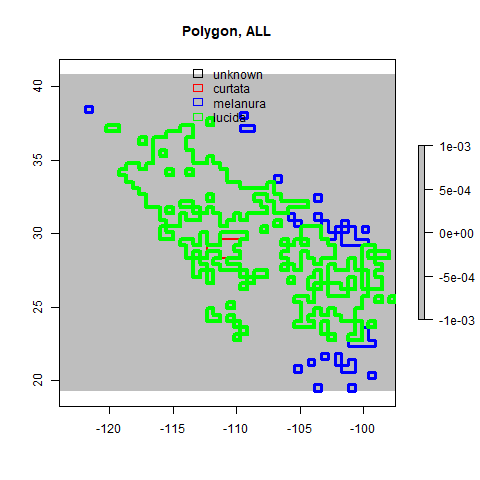 Polygon, ALL
unknown
curtata
melanura
lucida
40
35
30
25
20
-120
-115
-110
-105
-100
1e-03
5e-04
0e+00
-5e-04
-1e-03